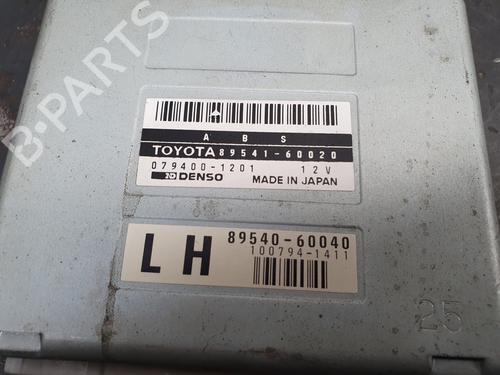 B-PARTS
A B S
TOYOTA 89541-60020
079400-1201 12V
DENSO MADE IN JAPAN
LH 89540-60040
100794-1411
25